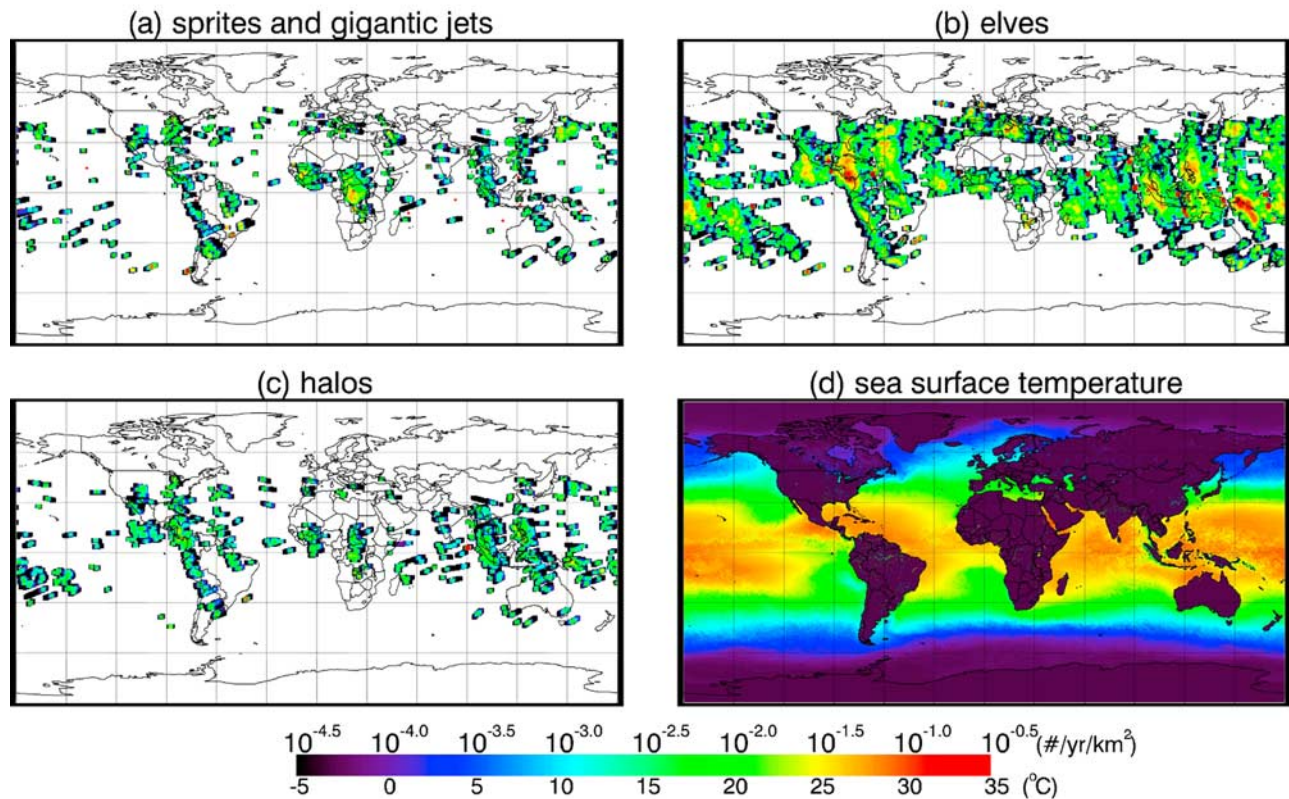 (a) sprites and gigantic jets
(b) elves
(c) halos
(d) sea surface temperature
10^-4.5 10^-4.0 10^-3.5 10^-3.0 10^-2.5 10^-2.0 10^-1.5 10^-1.0 10^-0.5 (#/yr/km²)
-5 0 5 10 15 20 25 30 35 (°C)